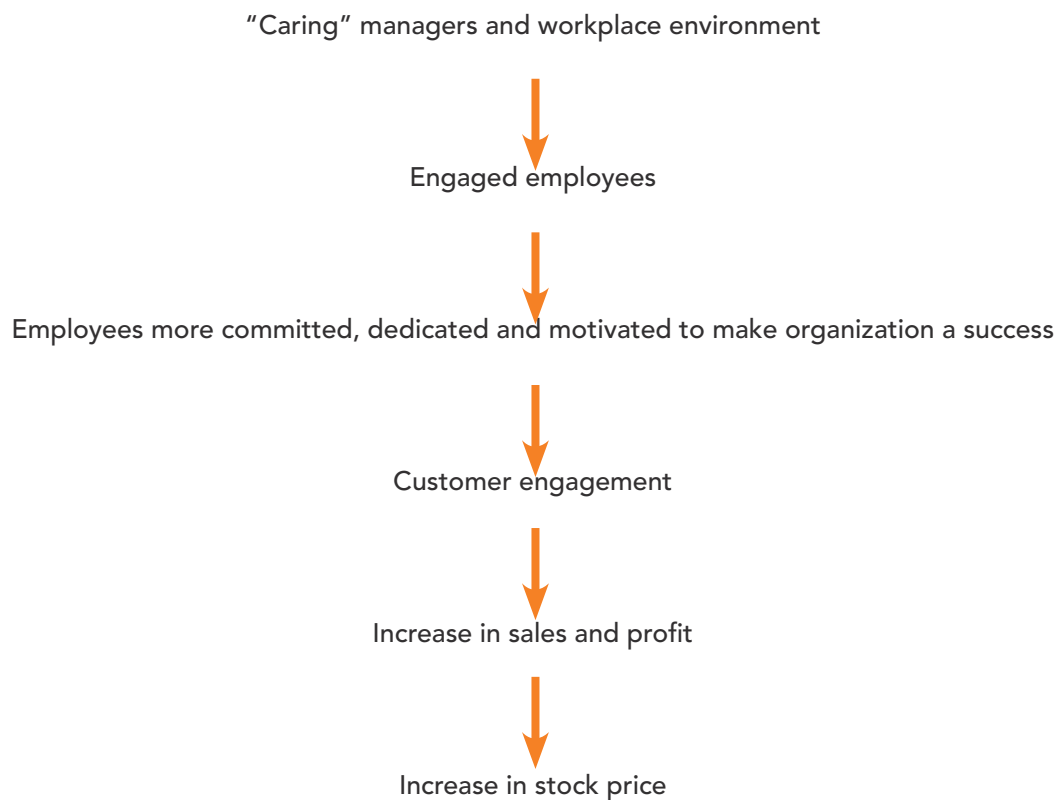 “Caring” managers and workplace environment
Engaged employees
Employees more committed, dedicated and motivated to make organization a success
Customer engagement
Increase in sales and profit
Increase in stock price